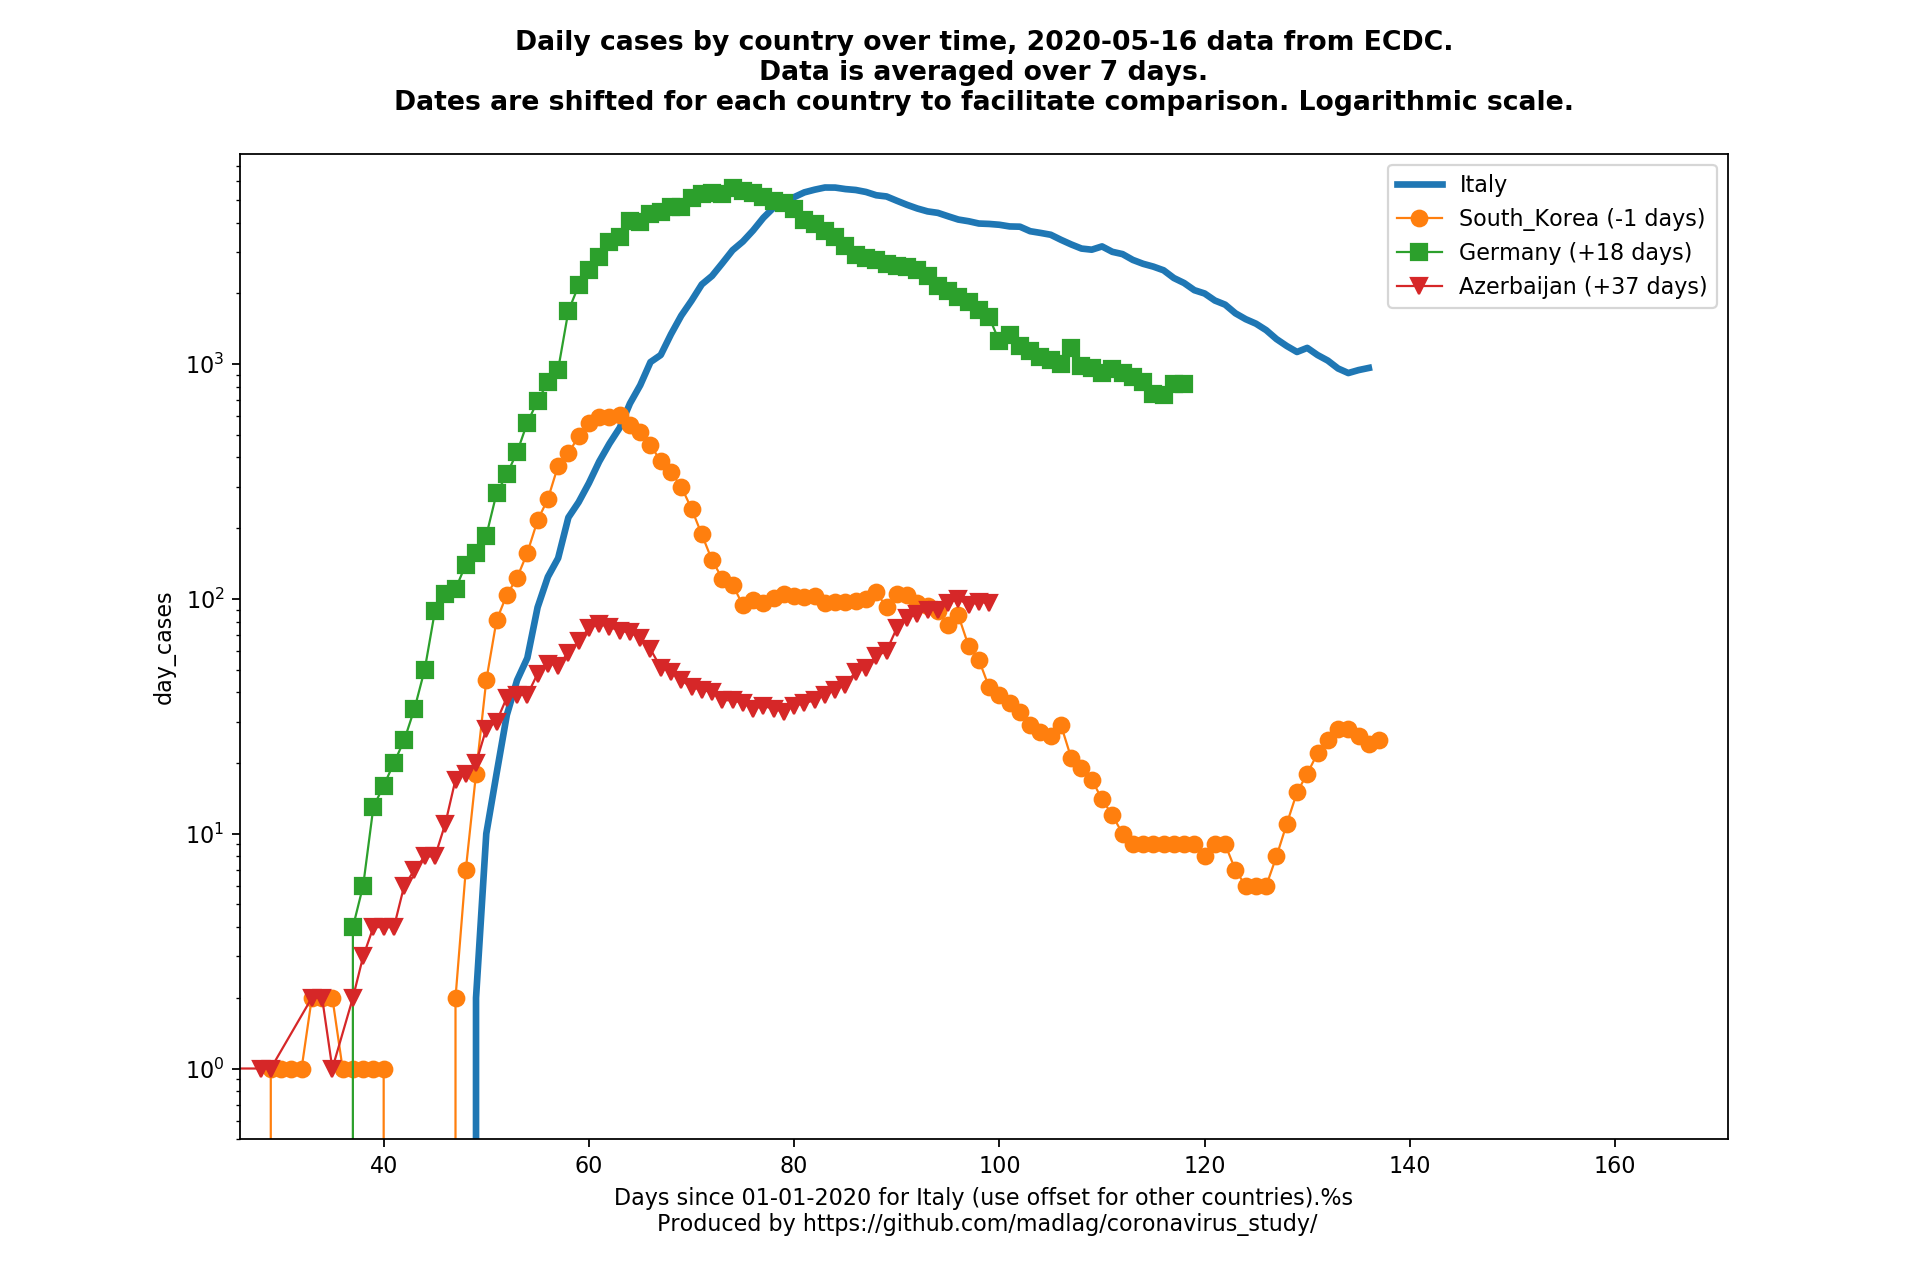 Daily cases by country over time, 2020-05-16 data from ECDC.
Data is averaged over 7 days.
Dates are shifted for each country to facilitate comparison. Logarithmic scale.
Italy
South_Korea (-1 days)
Germany (+18 days)
Azerbaijan (+37 days)
day_cases
10³
10²
10¹
10⁰
40 60 80 100 120 140 160
Days since 01-01-2020 for Italy (use offset for other countries).%s
Produced by https://github.com/madlag/coronavirus_study/